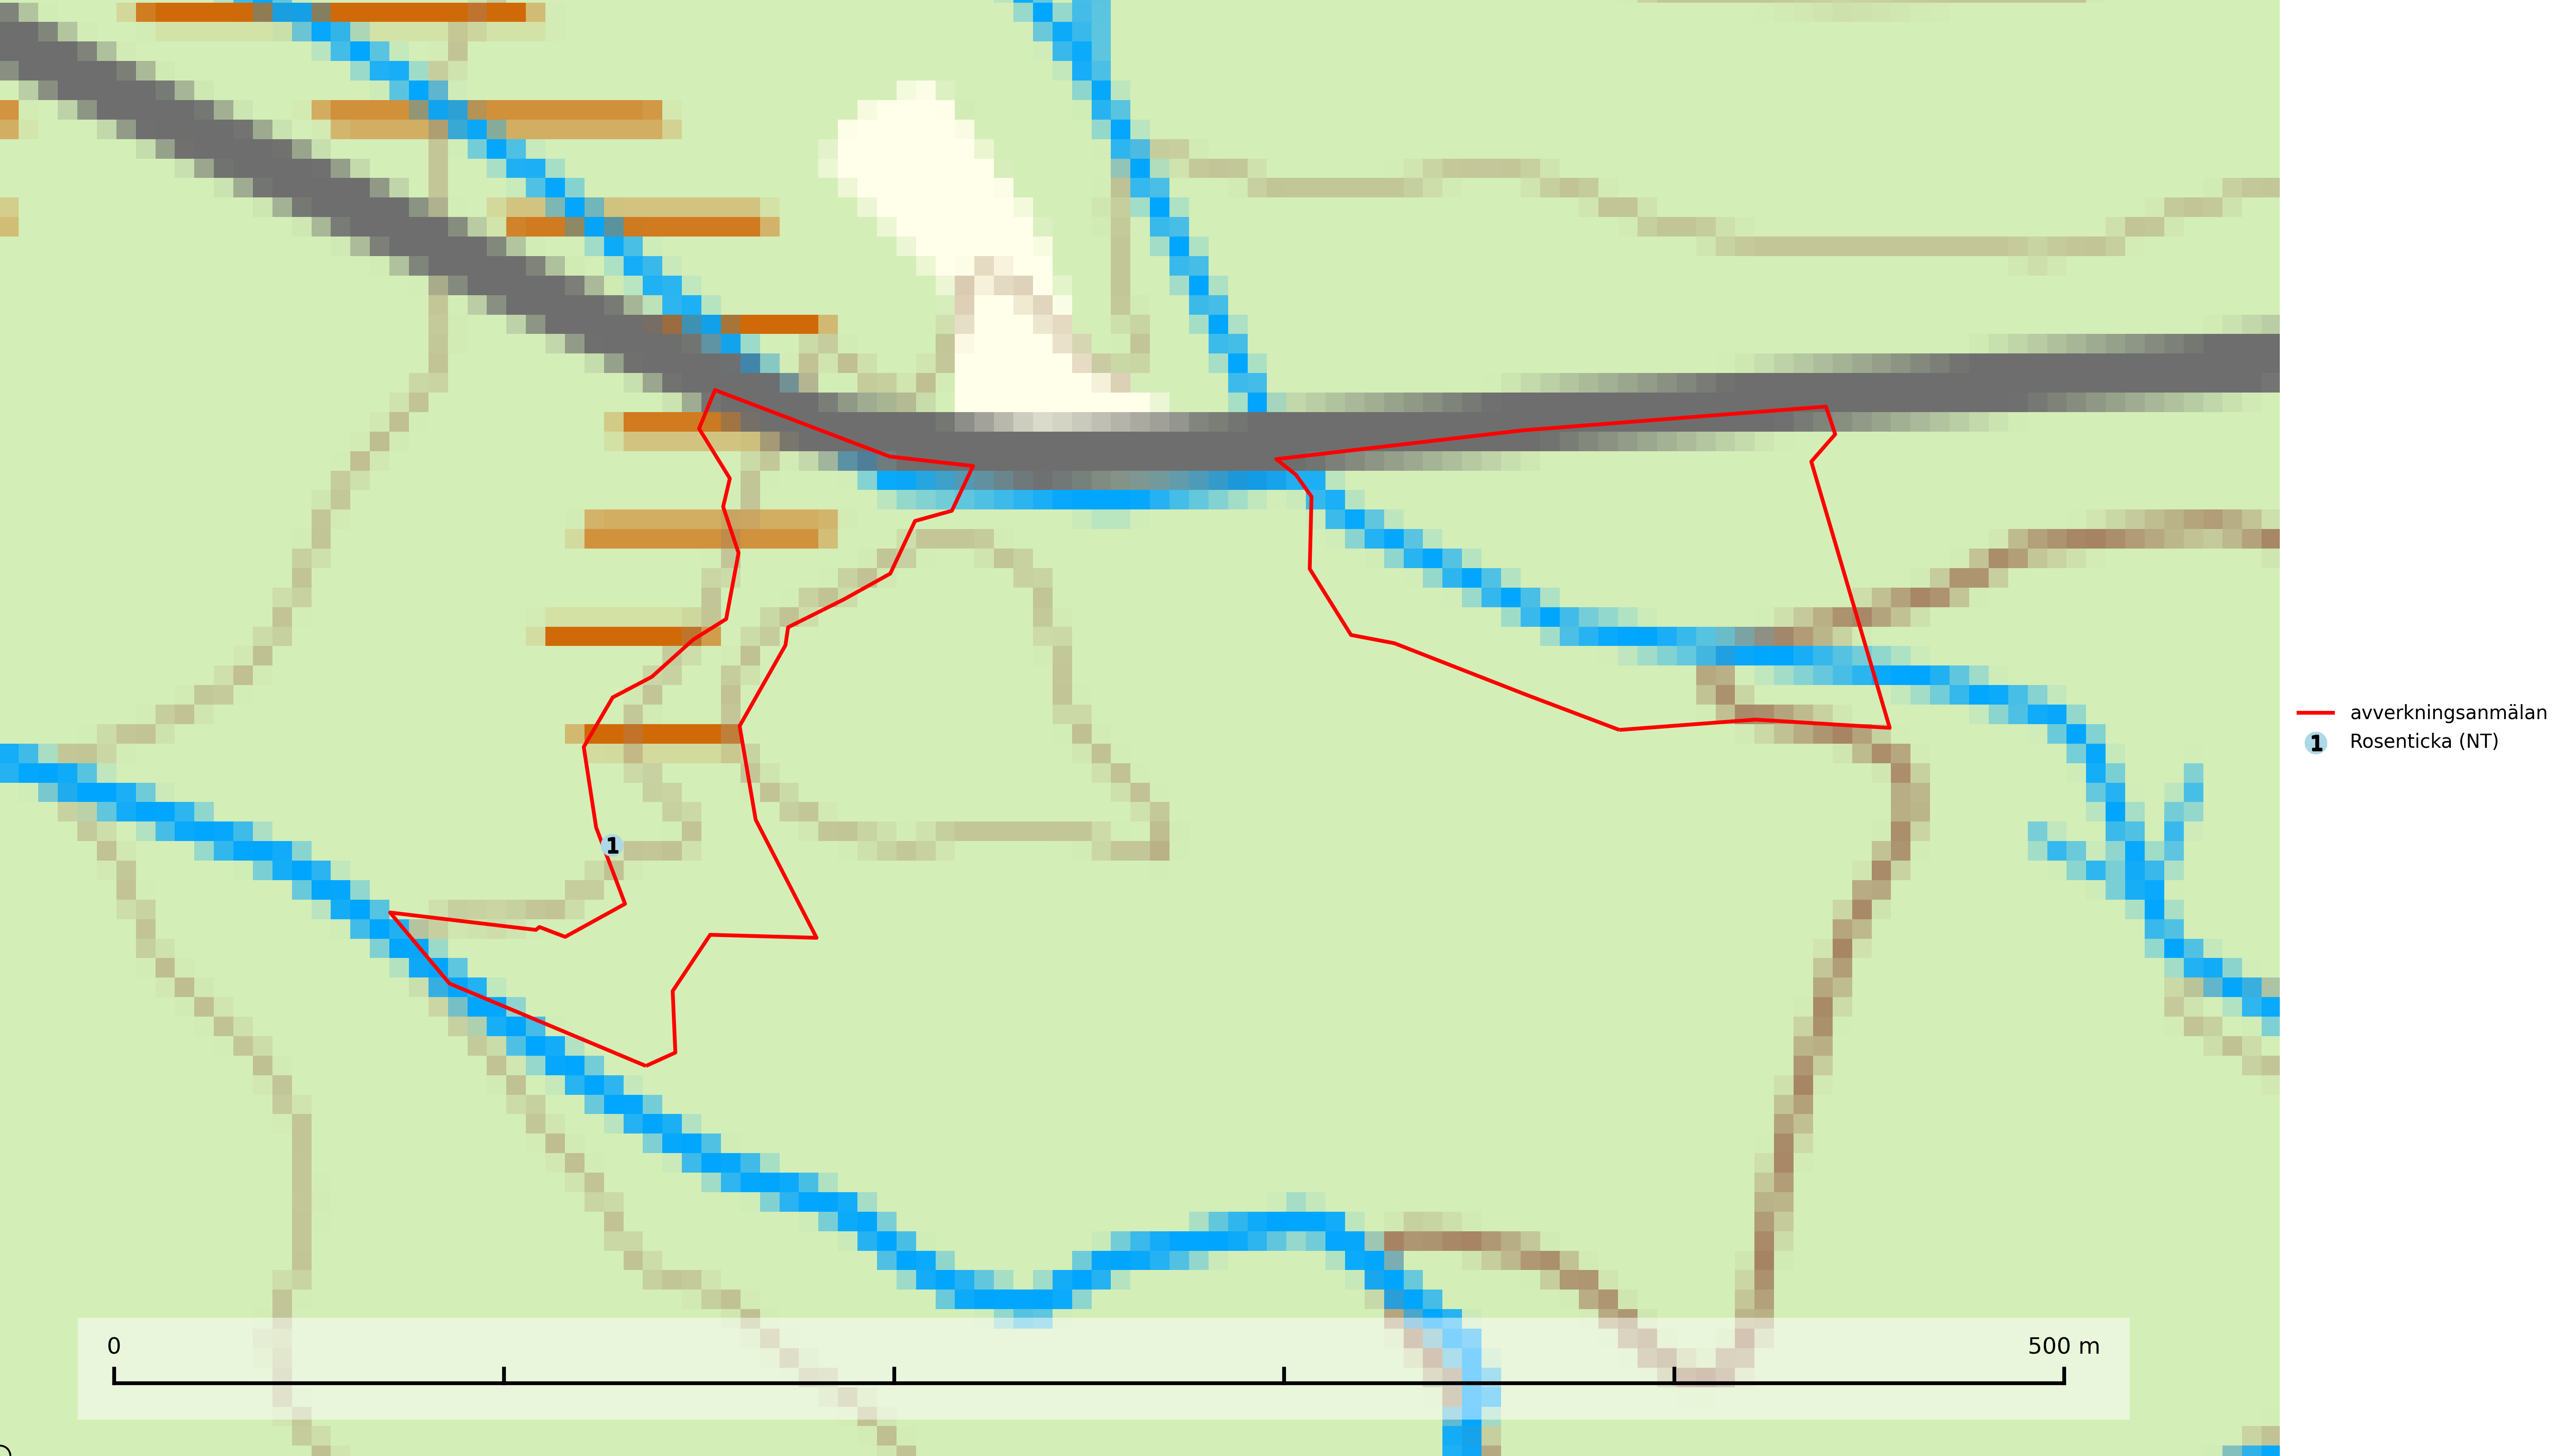 1
avverkningsanmälan
1 Rosenticka (NT)
0 500 m